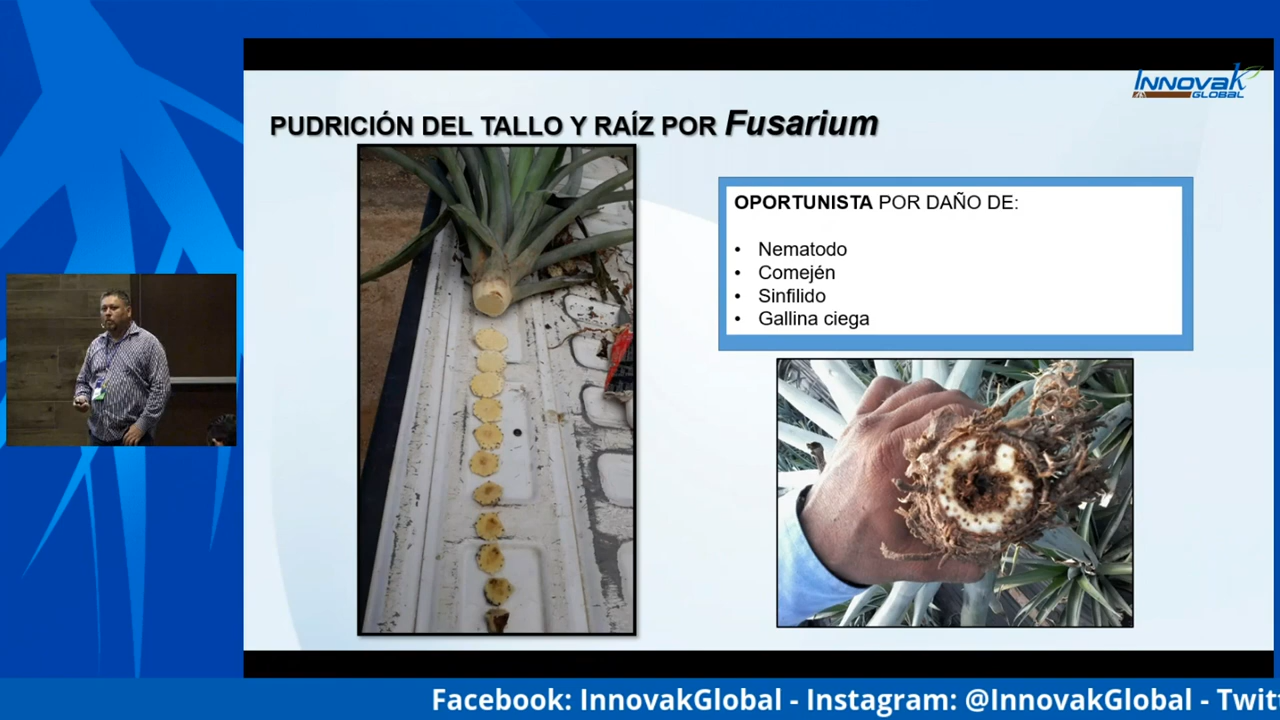 INNOVAK
GLOBAL
PUDRICIÓN DEL TALLO Y RAÍZ POR Fusarium
OPORTUNISTA POR DAÑO DE:
• Nematodo
• Comején
• Sinfilido
• Gallina ciega
Facebook: InnovakGlobal - Instagram: @InnovakGlobal - Twit